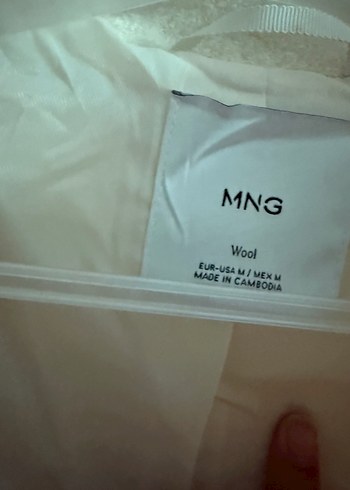 MNG
Wool
EUR-USA M / MEX M
MADE IN CAMBODIA